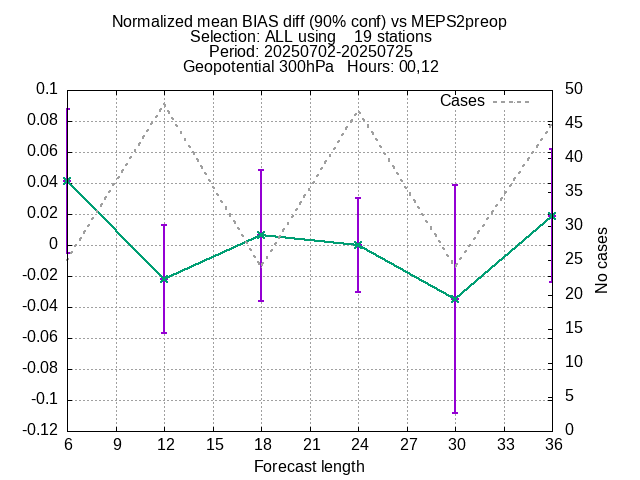 Normalized mean BIAS diff (90% conf) vs MEPS2preop
Selection: ALL using    19 stations
Period: 20250702-20250725
Geopotential 300hPa   Hours: 00,12
Cases
0.1
0.08
0.06
0.04
0.02
0
-0.02
-0.04
-0.06
-0.08
-0.1
-0.12
50
45
40
35
30
25
20
15
10
5
0
No cases
6 9 12 15 18 21 24 27 30 33 36
Forecast length